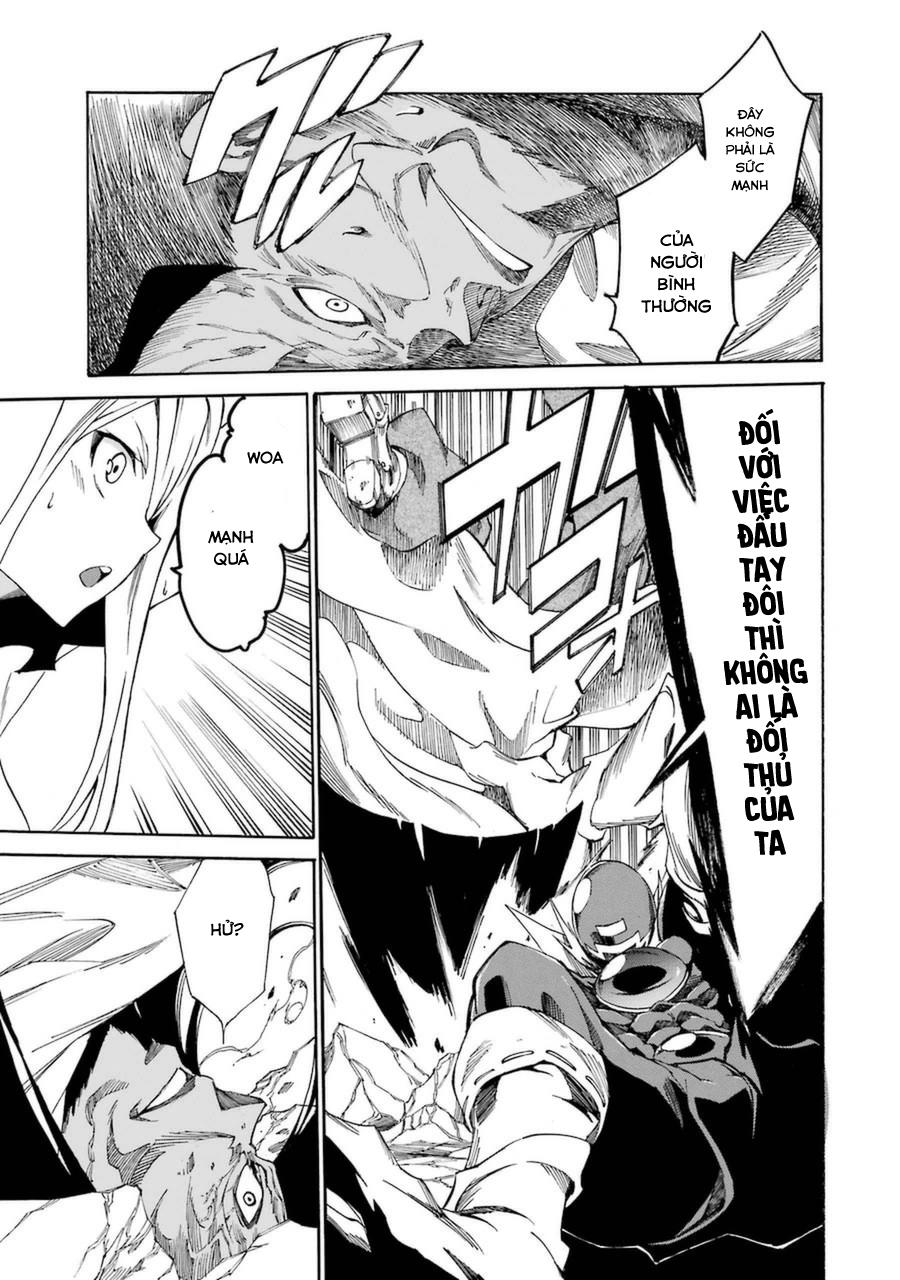 ĐÂY
KHÔNG
PHẢI LÀ
SỨC
MẠNH
CỦA
NGƯỜI
BÌNH
THƯỜNG
ĐỐI
VỚI
VIỆC
ĐẤU
TAY
ĐÔI
THÌ
KHÔNG
AI LÀ
ĐỐI
THỦ
CỦA
TA
WOA
MẠNH
QUÁ
HỬ?